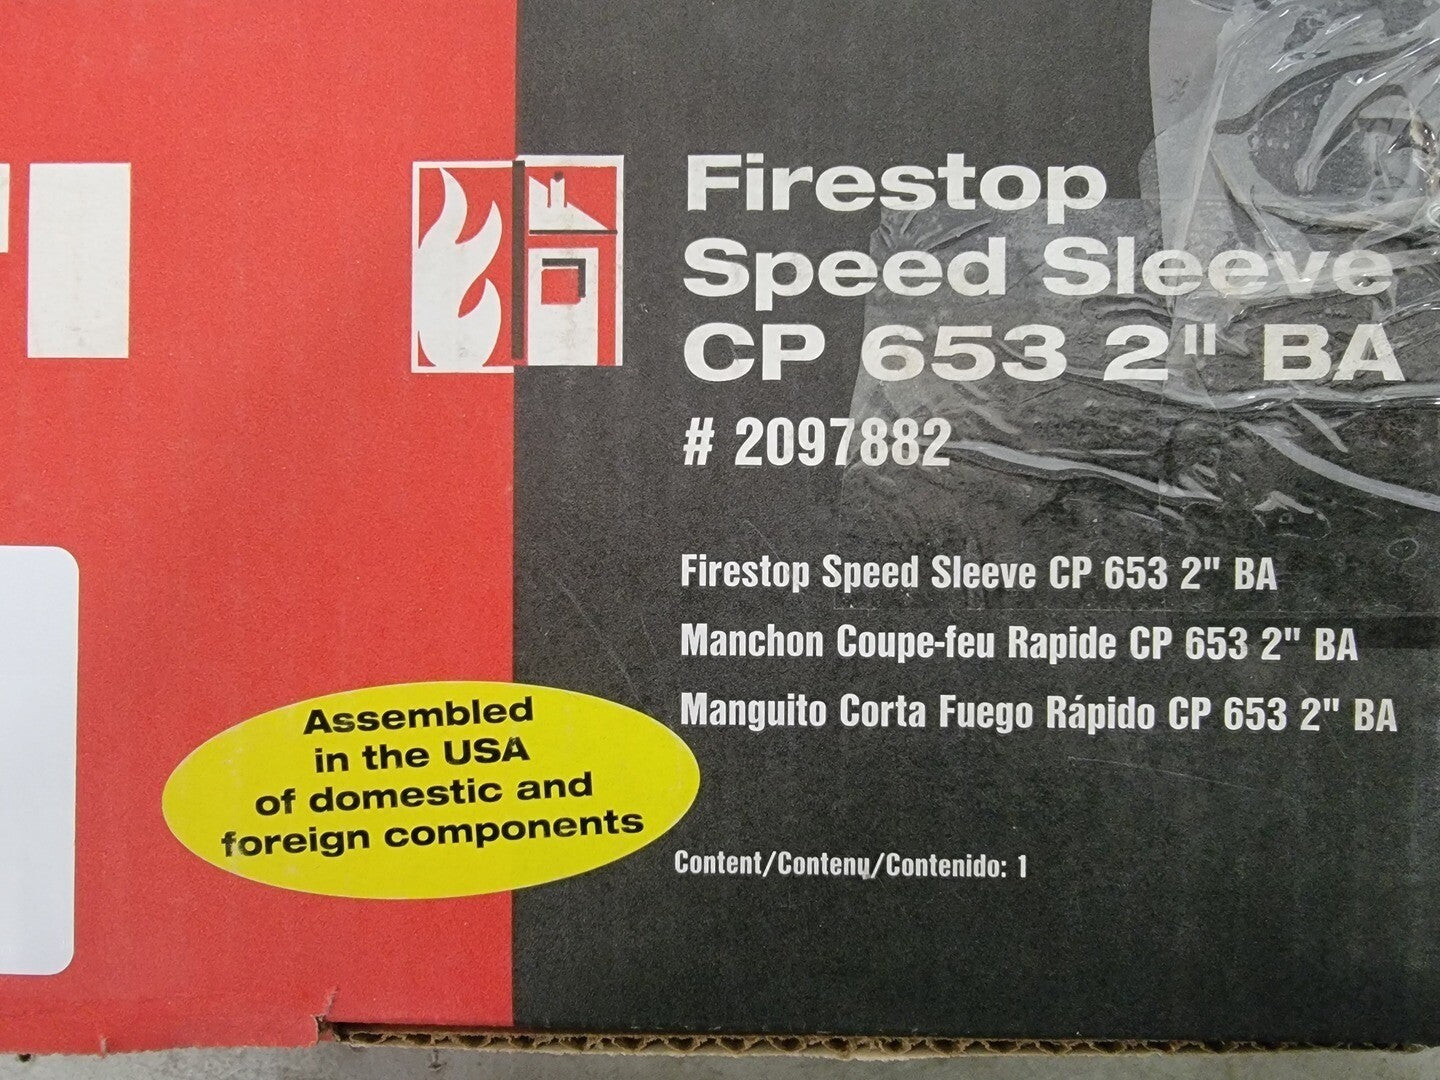 Firestop
Speed Sleeve
CP 653 2" BA
# 2097882
Firestop Speed Sleeve CP 653 2" BA
Manchon Coupe-feu Rapide CP 653 2" BA
Manguito Corta Fuego Rápido CP 653 2" BA
Assembled
in the USA
of domestic and
foreign components
Content/Contenu/Contenido: 1